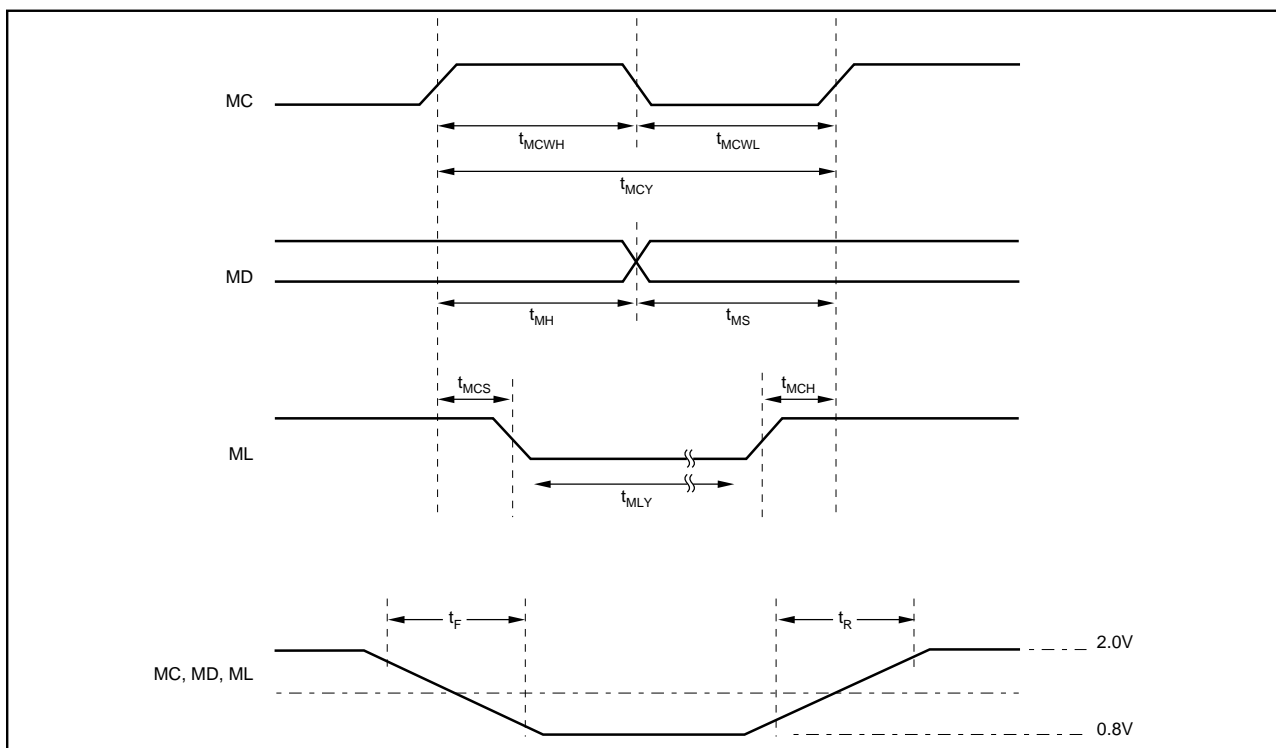 MC
tMCWH
tMCWL
tMCY
MD
tMH
tMS
tMCS
tMCH
ML
tMLY
tF
tR
2.0V
MC, MD, ML
0.8V